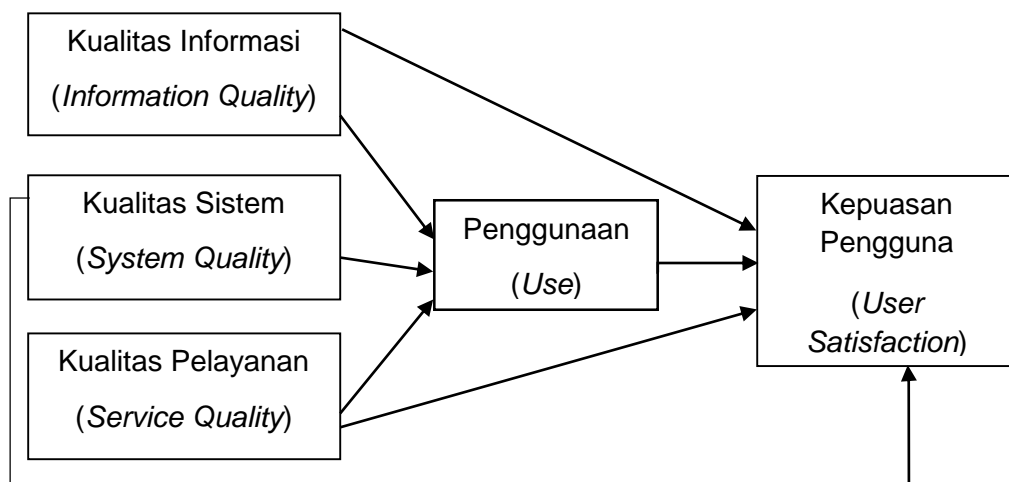 Kualitas Informasi
(Information Quality)
Kualitas Sistem
(System Quality)
Kualitas Pelayanan
(Service Quality)
Penggunaan
(Use)
Kepuasan
Pengguna
(User
Satisfaction)